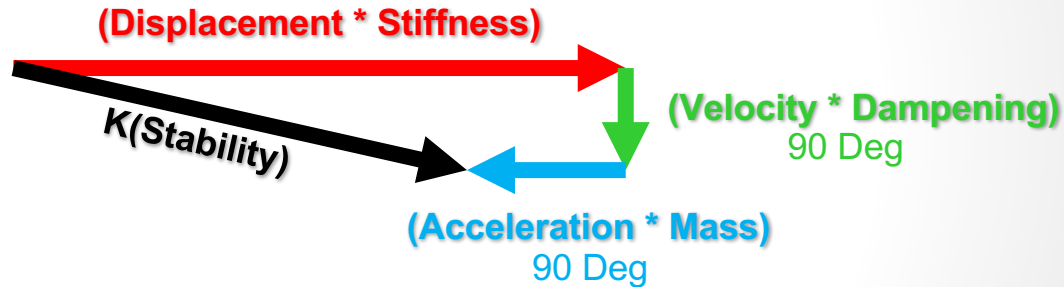 (Displacement * Stiffness)
K(Stability)
(Velocity * Dampening)
90 Deg
(Acceleration * Mass)
90 Deg